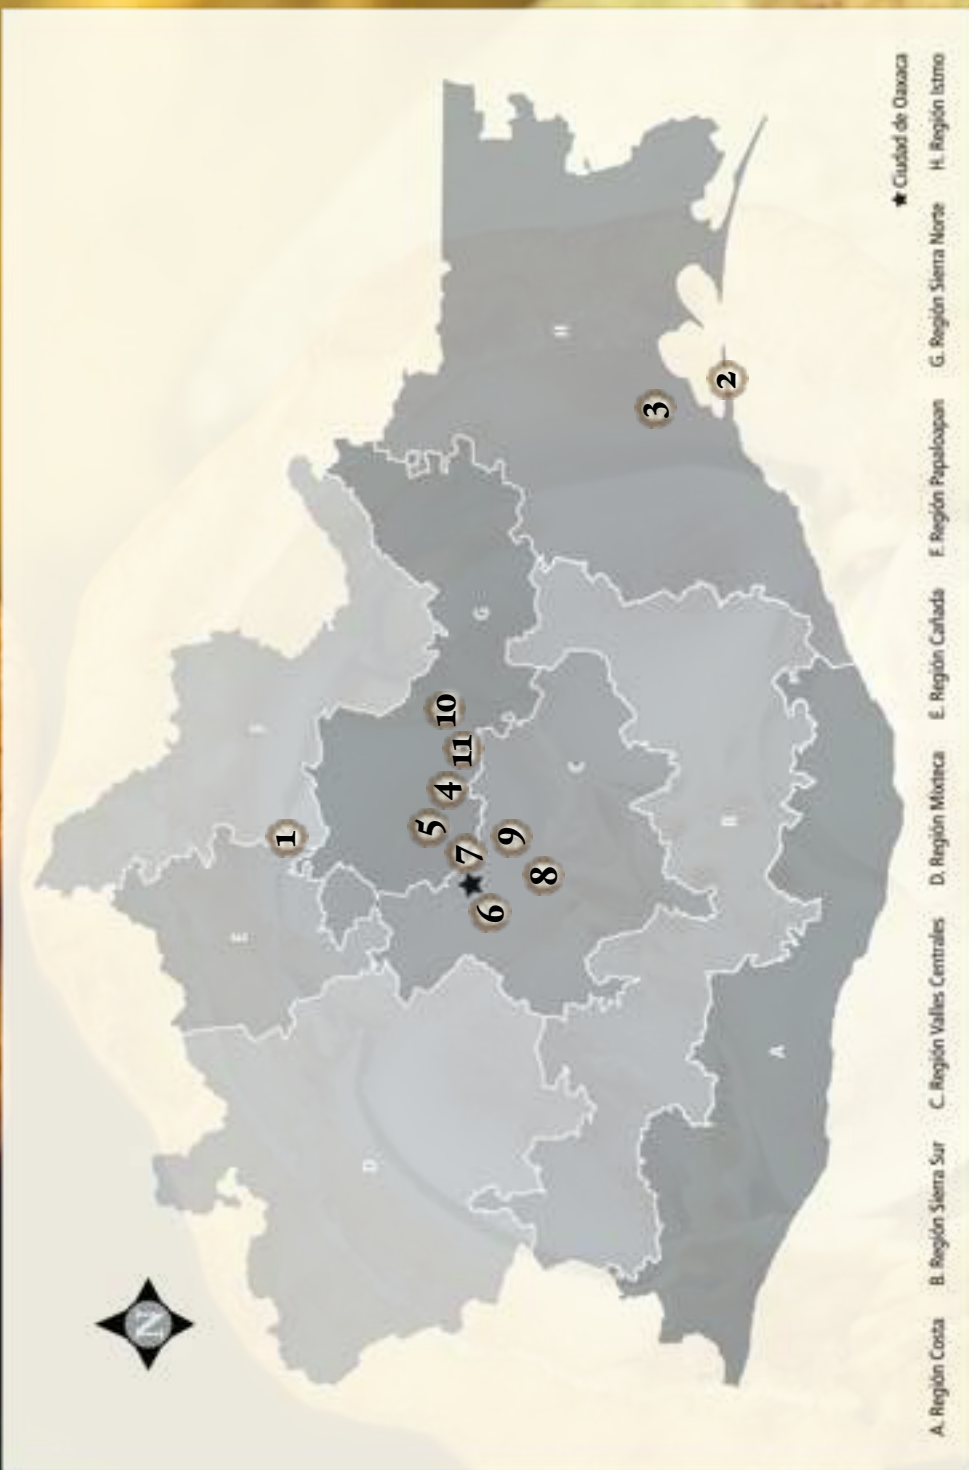 N
1
F
E
10
11
4
5
7
9
6
8
G
H
3
2
D
C
B
A
★ Ciudad de Oaxaca
A. Región Costa B. Región Sierra Sur C. Región Valles Centrales D. Región Mixteca E. Región Cañada F. Región Papaloapan G. Región Sierra Norte H. Región Istmo